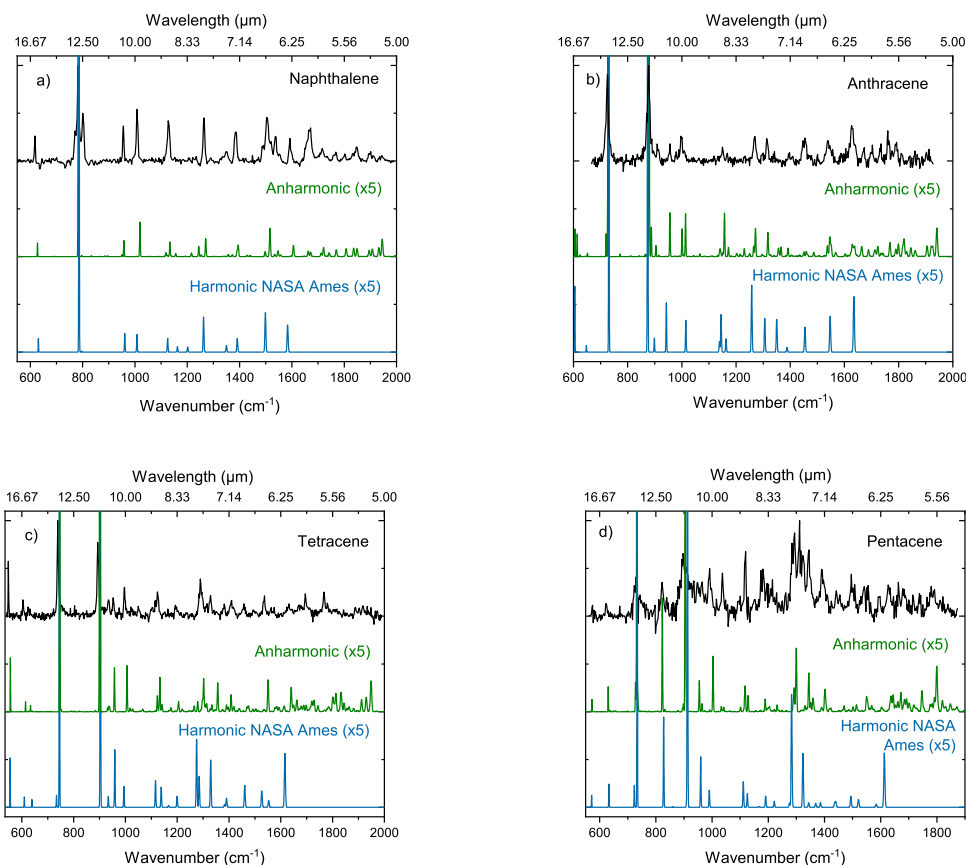 Wavelength (μm)
16.67 12.50 10.00 8.33 7.14 6.25 5.56 5.00
a)
Naphthalene
Anharmonic (x5)
Harmonic NASA Ames (x5)
600 800 1000 1200 1400 1600 1800 2000
Wavenumber (cm⁻¹)
Wavelength (μm)
16.67 12.50 10.00 8.33 7.14 6.25 5.56 5.00
b)
Anthracene
Anharmonic (x5)
Harmonic NASA Ames (x5)
600 800 1000 1200 1400 1600 1800 2000
Wavenumber (cm⁻¹)
Wavelength (μm)
16.67 12.50 10.00 8.33 7.14 6.25 5.56 5.00
c)
Tetracene
Anharmonic (x5)
Harmonic NASA Ames (x5)
600 800 1000 1200 1400 1600 1800 2000
Wavenumber (cm⁻¹)
Wavelength (μm)
16.67 12.50 10.00 8.33 7.14 6.25 5.56
d)
Pentacene
Anharmonic (x5)
Harmonic NASA
Ames (x5)
600 800 1000 1200 1400 1600 1800
Wavenumber (cm⁻¹)